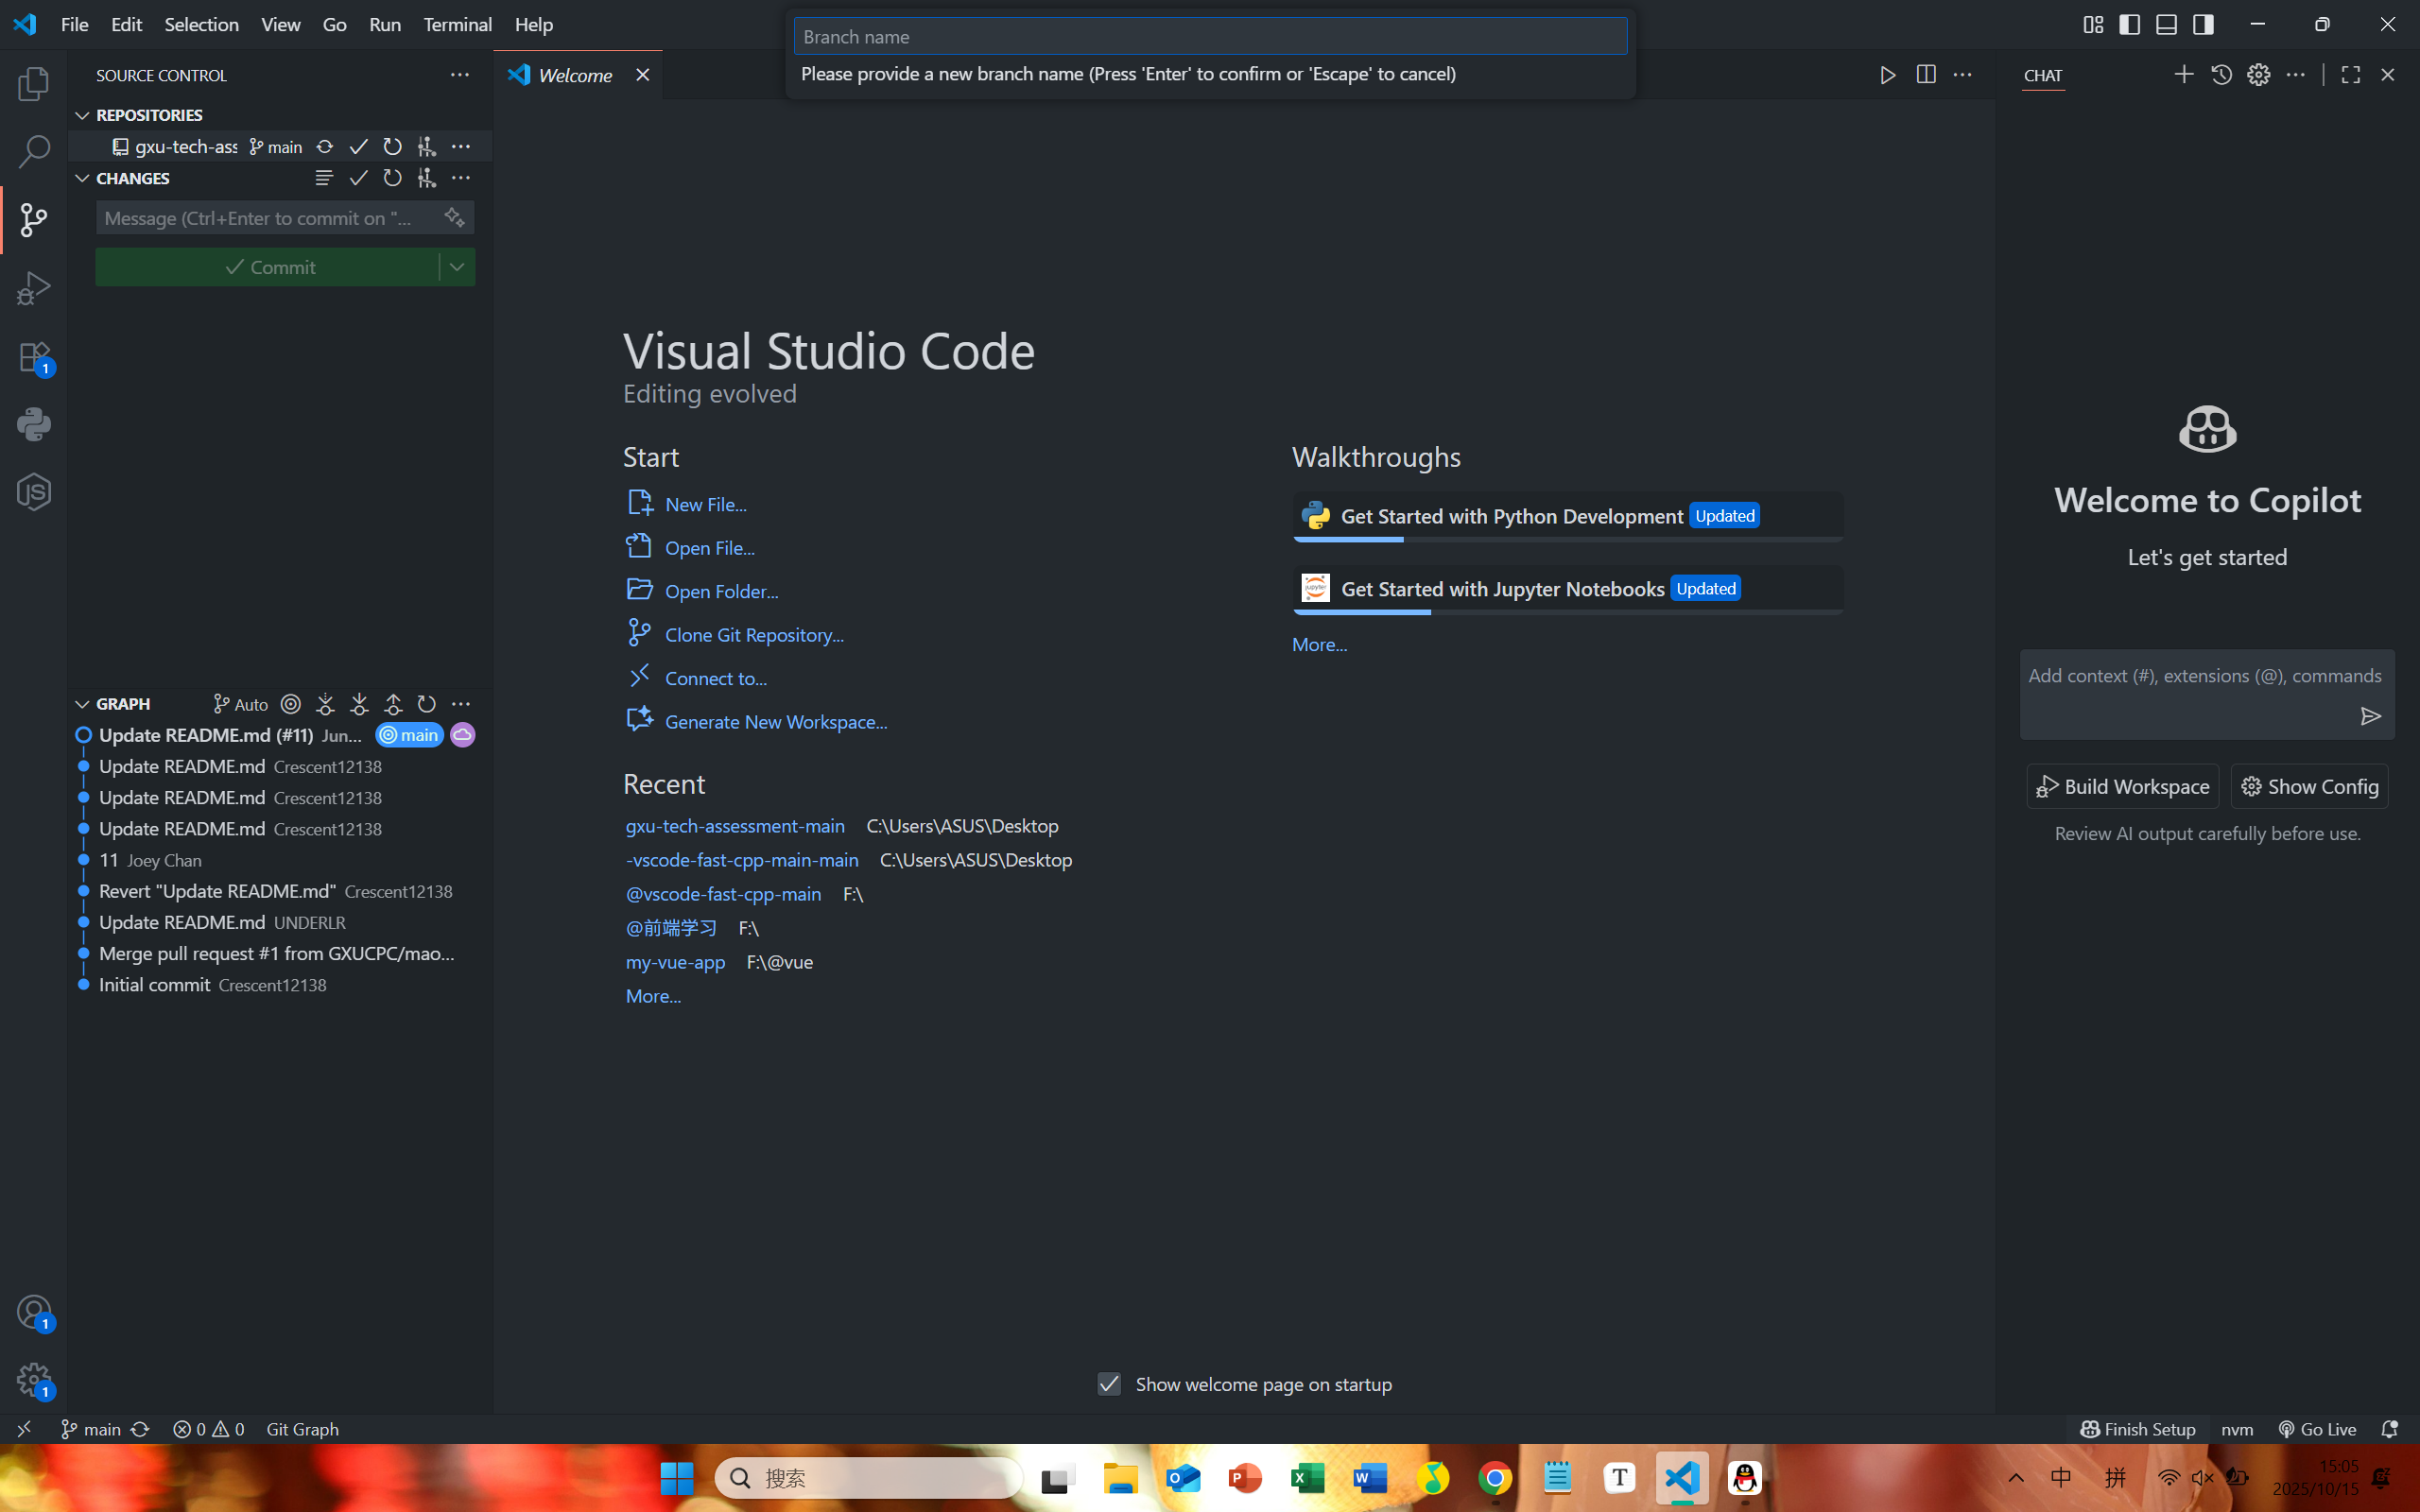 File Edit Selection View Go Run Terminal Help
Branch name
Please provide a new branch name (Press 'Enter' to confirm or 'Escape' to cancel)
SOURCE CONTROL
Welcome
CHAT
REPOSITORIES
gxu-tech-ass main
CHANGES
Message (Ctrl+Enter to commit on "...
Commit
1
Visual Studio Code
Editing evolved
Start
New File...
Open File...
Open Folder...
Clone Git Repository...
Connect to...
Generate New Workspace...
Walkthroughs
Get Started with Python Development Updated
Get Started with Jupyter Notebooks Updated
More...
Recent
gxu-tech-assessment-main C:\Users\ASUS\Desktop
-vscode-fast-cpp-main-main C:\Users\ASUS\Desktop
@vscode-fast-cpp-main F:\
@前端学习 F:\
my-vue-app F:\@vue
More...
Welcome to Copilot
Let's get started
Add context (#), extensions (@), commands
Build Workspace Show Config
Review AI output carefully before use.
GRAPH Auto
Update README.md (#11) Jun... main
Update README.md Crescent12138
Update README.md Crescent12138
Update README.md Crescent12138
11 Joey Chan
Revert "Update README.md" Crescent12138
Update README.md UNDERLR
Merge pull request #1 from GXUCPC/mao...
Initial commit Crescent12138
1
1
Show welcome page on startup
main 0 0 Git Graph
Finish Setup nvm Go Live
搜索
中 拼
15:05
2025/10/15